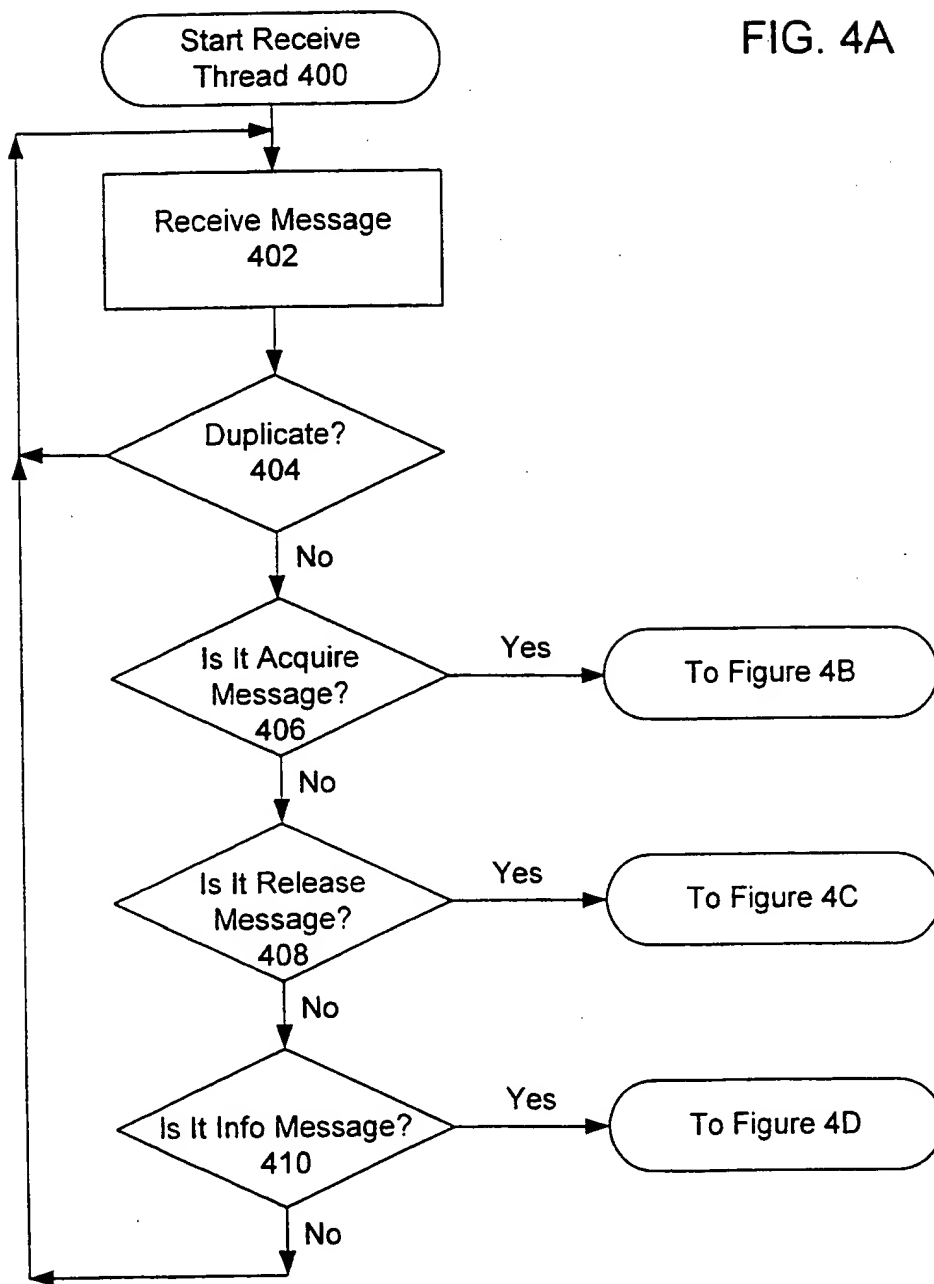 FIG. 4A
Start Receive
Thread 400
Receive Message
402
Duplicate?
404
No
Is It Acquire
Message?
406
Yes
To Figure 4B
No
Is It Release
Message?
408
Yes
To Figure 4C
No
Is It Info Message?
410
Yes
To Figure 4D
No